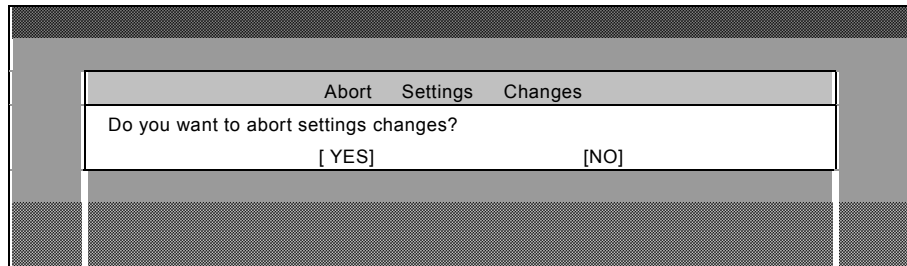 Abort Settings Changes
Do you want to abort settings changes?
[ YES] [NO]